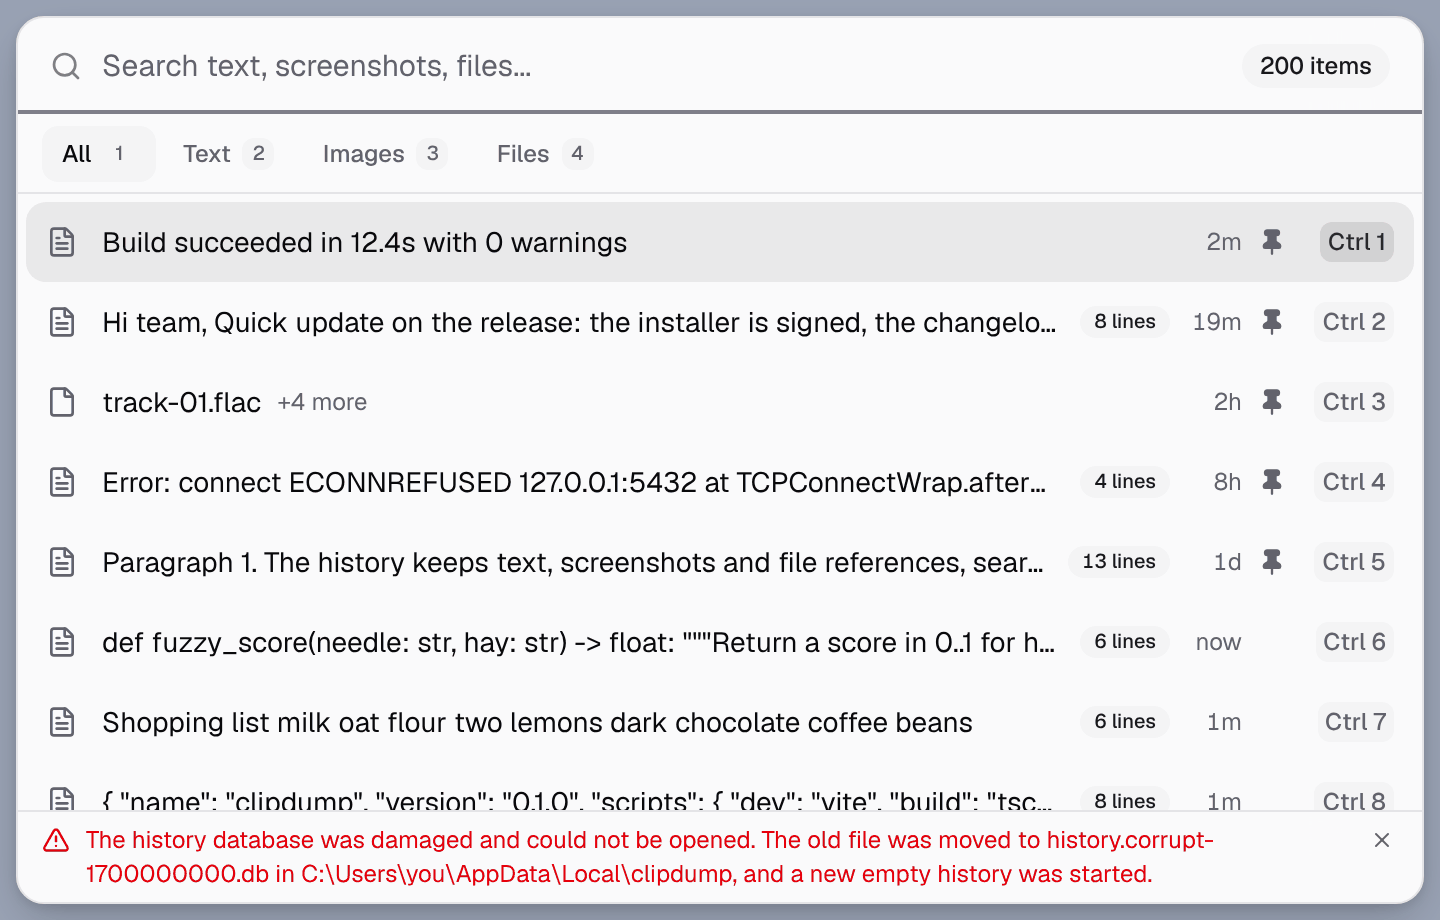 Search text, screenshots, files...
200 items
All 1 Text 2 Images 3 Files 4
Build succeeded in 12.4s with 0 warnings 2m Ctrl 1
Hi team, Quick update on the release: the installer is signed, the changelo... 8 lines 19m Ctrl 2
track-01.flac +4 more 2h Ctrl 3
Error: connect ECONNREFUSED 127.0.0.1:5432 at TCPConnectWrap.after... 4 lines 8h Ctrl 4
Paragraph 1. The history keeps text, screenshots and file references, sear... 13 lines 1d Ctrl 5
def fuzzy_score(needle: str, hay: str) -> float: """Return a score in 0..1 for h... 6 lines now Ctrl 6
Shopping list milk oat flour two lemons dark chocolate coffee beans 6 lines 1m Ctrl 7
{ "name": "clipdump", "version": "0.1.0", "scripts": { "dev": "vite", "build": "tsc... 8 lines 1m Ctrl 8
The history database was damaged and could not be opened. The old file was moved to history.corrupt-
1700000000.db in C:\Users\you\AppData\Local\clipdump, and a new empty history was started.